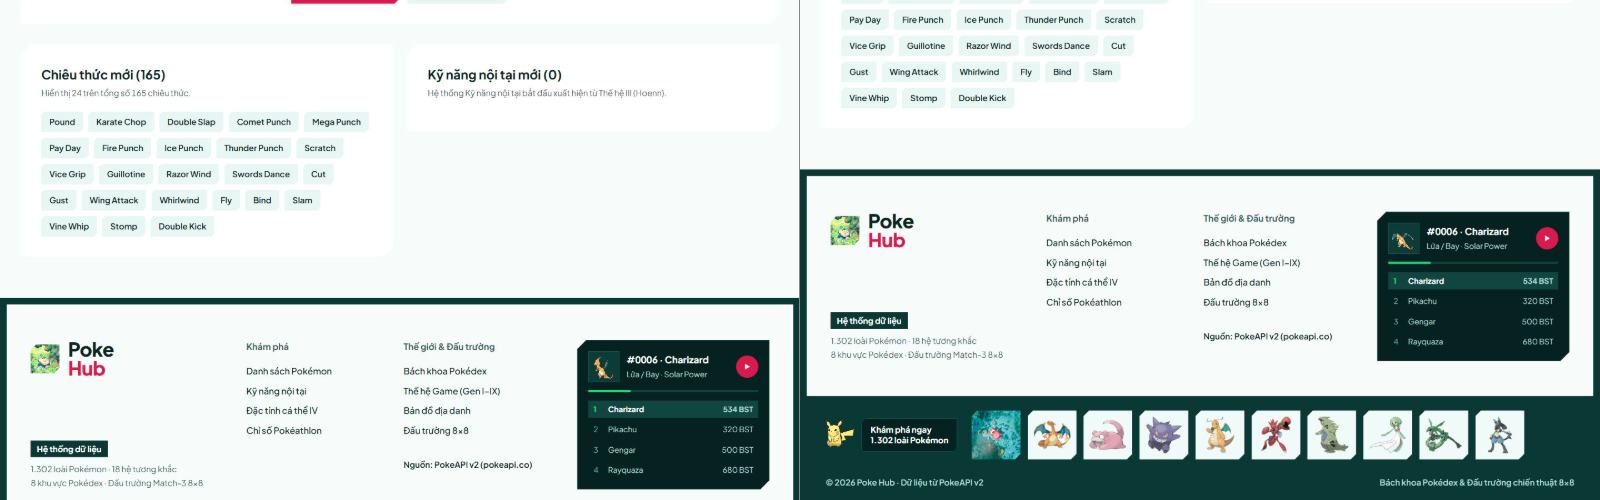 Chiêu thức mới (165)
Hiển thị 24 trên tổng số 165 chiêu thức.
Pound Karate Chop Double Slap Comet Punch Mega Punch
Pay Day Fire Punch Ice Punch Thunder Punch Scratch
Vice Grip Guillotine Razor Wind Swords Dance Cut
Gust Wing Attack Whirlwind Fly Bind Slam
Vine Whip Stomp Double Kick
Kỹ năng nội tại mới (0)
Hệ thống Kỹ năng nội tại bắt đầu xuất hiện từ Thế hệ III (Hoenn).
Poke
Hub
Hệ thống dữ liệu
1.302 loài Pokémon · 18 hệ tương khắc
8 khu vực Pokédex · Đấu trường Match-3 8x8
Khám phá
Danh sách Pokémon
Kỹ năng nội tại
Đặc tính cá thể IV
Chỉ số Pokéathlon
Thế giới & Đấu trường
Bách khoa Pokédex
Thế hệ Game (Gen I–IX)
Bản đồ địa danh
Đấu trường 8×8
Nguồn: PokeAPI v2 (pokeapi.co)
#0006 · Charizard
Lửa / Bay · Solar Power
1 Charizard 534 BST
2 Pikachu 320 BST
3 Gengar 500 BST
4 Rayquaza 680 BST
Pay Day Fire Punch Ice Punch Thunder Punch Scratch
Vice Grip Guillotine Razor Wind Swords Dance Cut
Gust Wing Attack Whirlwind Fly Bind Slam
Vine Whip Stomp Double Kick
Poke
Hub
Hệ thống dữ liệu
1.302 loài Pokémon · 18 hệ tương khắc
8 khu vực Pokédex · Đấu trường Match-3 8x8
Khám phá
Danh sách Pokémon
Kỹ năng nội tại
Đặc tính cá thể IV
Chỉ số Pokéathlon
Thế giới & Đấu trường
Bách khoa Pokédex
Thế hệ Game (Gen I–IX)
Bản đồ địa danh
Đấu trường 8×8
Nguồn: PokeAPI v2 (pokeapi.co)
#0006 · Charizard
Lửa / Bay · Solar Power
1 Charizard 534 BST
2 Pikachu 320 BST
3 Gengar 500 BST
4 Rayquaza 680 BST
Khám phá ngay
1.302 loài Pokémon
© 2026 Poke Hub · Dữ liệu từ PokeAPI v2
Bách khoa Pokédex & Đấu trường chiến thuật 8×8